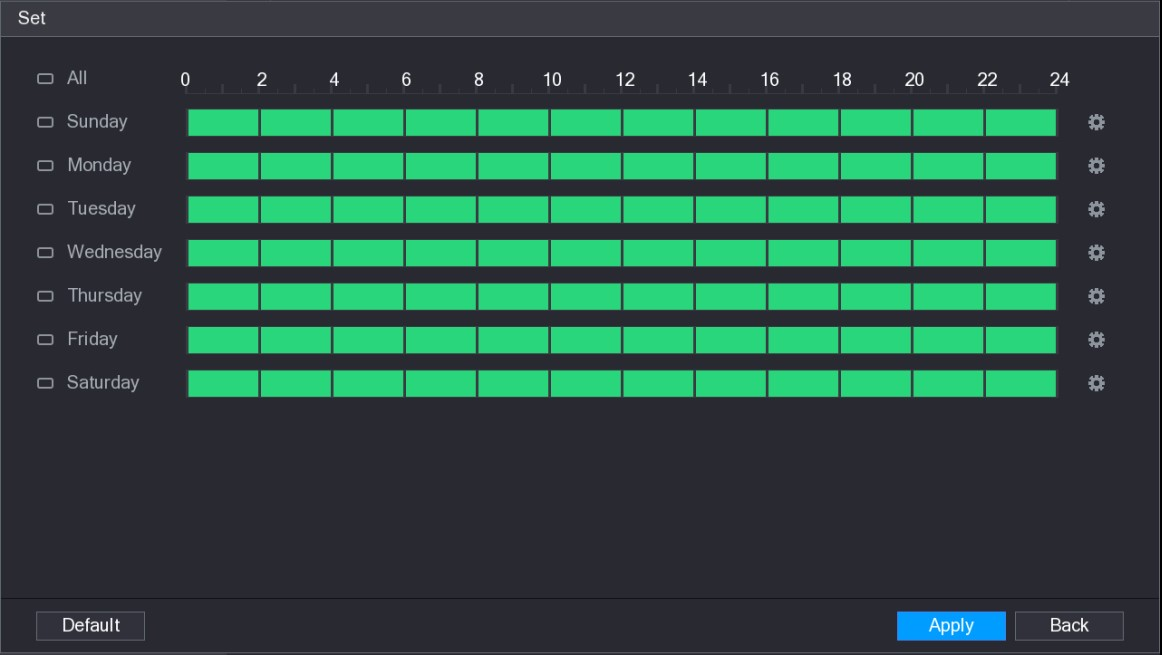 Set
All 0 2 4 6 8 10 12 14 16 18 20 22 24
Sunday
Monday
Tuesday
Wednesday
Thursday
Friday
Saturday
Default Apply Back